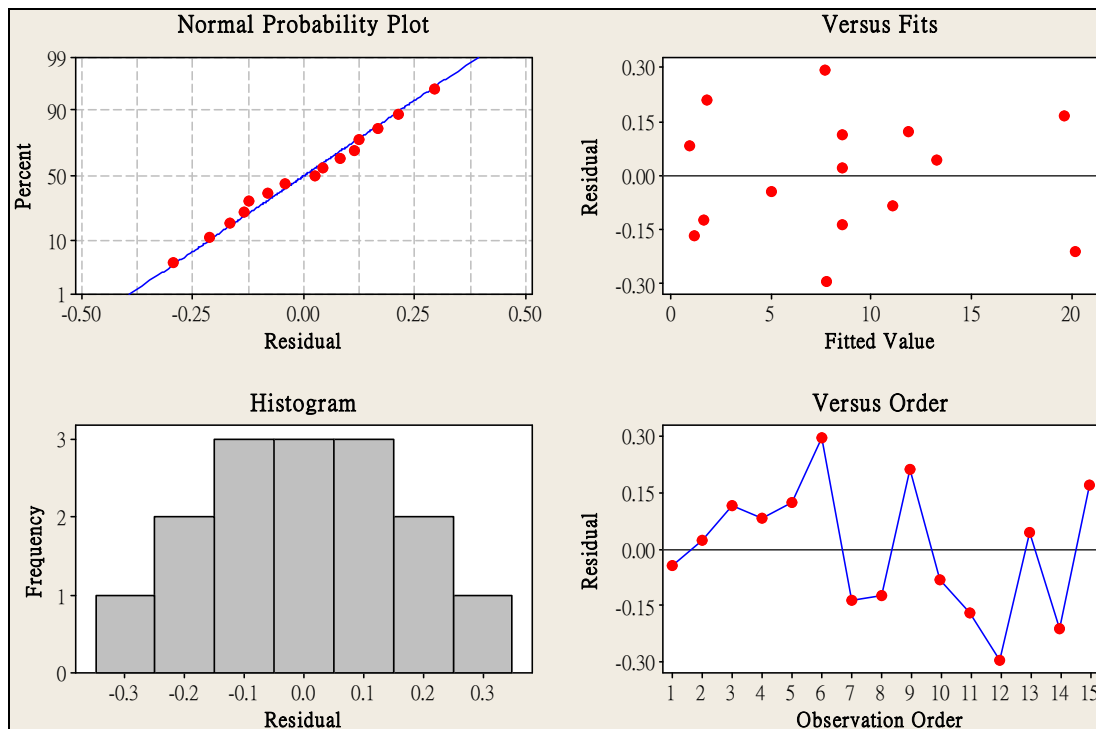 Normal Probability Plot
99
90
50
10
1
Percent
-0.50 -0.25 0.00 0.25 0.50
Residual
Versus Fits
0.30
0.15
0.00
-0.15
-0.30
Residual
0 5 10 15 20
Fitted Value
Histogram
3
2
1
0
Frequency
-0.3 -0.2 -0.1 0.0 0.1 0.2 0.3
Residual
Versus Order
0.30
0.15
0.00
-0.15
-0.30
Residual
1 2 3 4 5 6 7 8 9 10 11 12 13 14 15
Observation Order